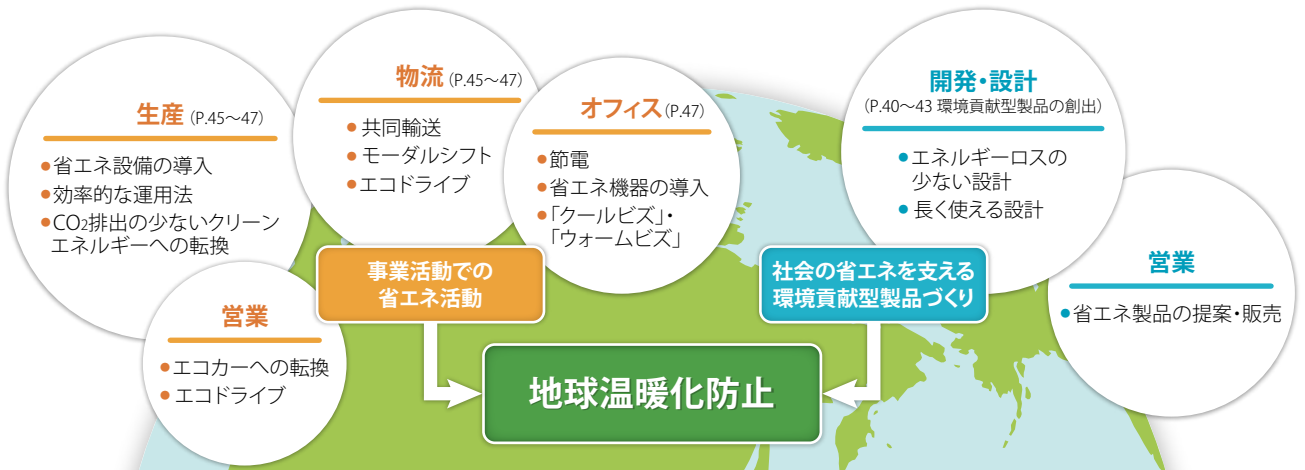 生産(P.45～47)
●省エネ設備の導入
●効率的な運用法
●CO₂排出の少ないクリーン
エネルギーへの転換
物流(P.45～47)
●共同輸送
●モーダルシフト
●エコドライブ
オフィス(P.47)
●節電
●省エネ機器の導入
●「クールビズ」・
「ウォームビズ」
営業
●エコカーへの転換
●エコドライブ
事業活動での
省エネ活動
開発・設計
(P.40～43 環境貢献型製品の創出)
●エネルギーロスの
少ない設計
●長く使える設計
営業
●省エネ製品の提案・販売
社会の省エネを支える
環境貢献型製品づくり
地球温暖化防止